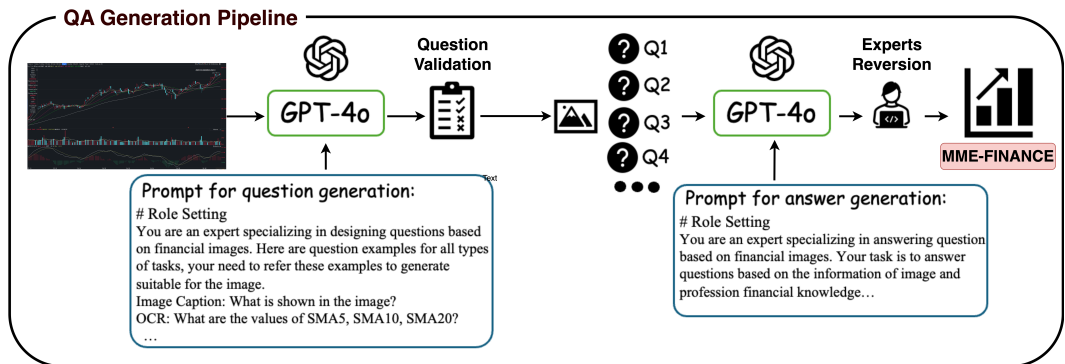 QA Generation Pipeline
GPT-4o
Question
Validation
Q1
Q2
Q3
Q4
GPT-4o
Experts
Reversion
MME-FINANCE
Text
Prompt for question generation:
# Role Setting
You are an expert specializing in designing questions based
on financial images. Here are question examples for all types
of tasks, your need to refer these examples to generate
suitable for the image.
Image Caption: What is shown in the image?
OCR: What are the values of SMA5, SMA10, SMA20?
…
Prompt for answer generation:
# Role Setting
You are an expert specializing in answering question
based on financial images. Your task is to answer
questions based on the information of image and
profession financial knowledge…